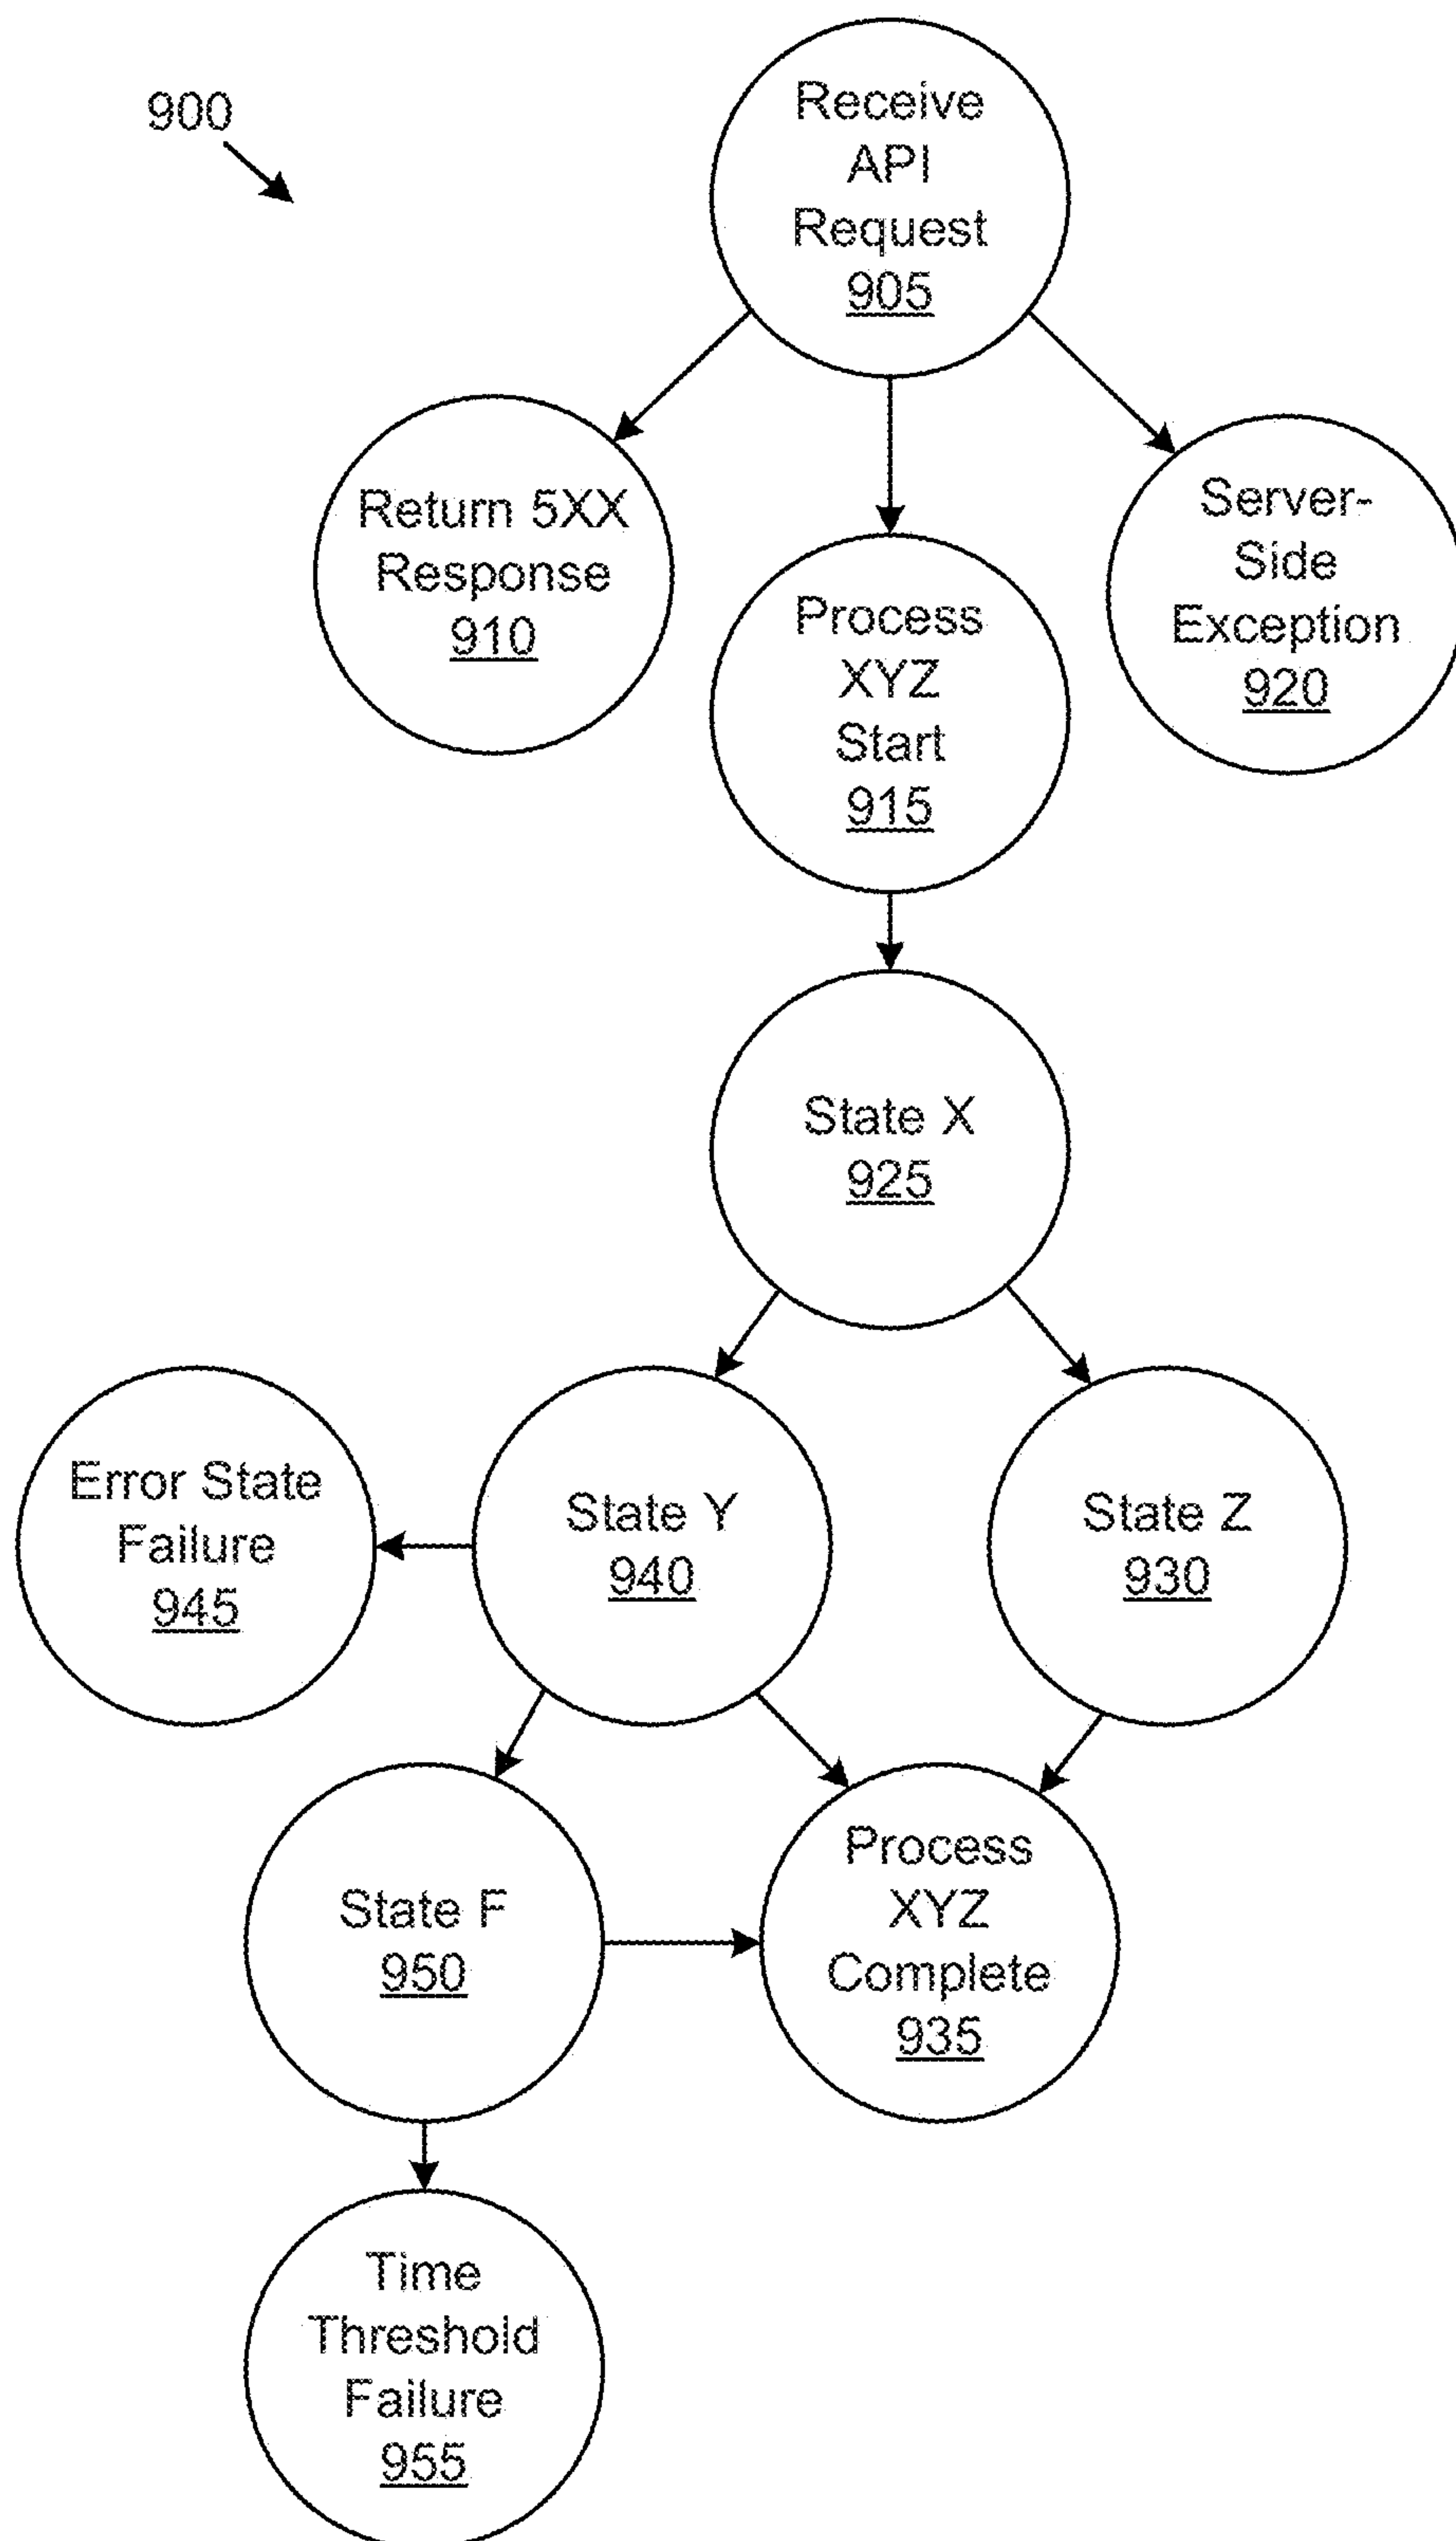 900
Receive
API
Request
905
Return 5XX
Response
910
Process
XYZ
Start
915
Server-
Side
Exception
920
State X
925
Error State
Failure
945
State Y
940
State Z
930
State F
950
Process
XYZ
Complete
935
Time
Threshold
Failure
955